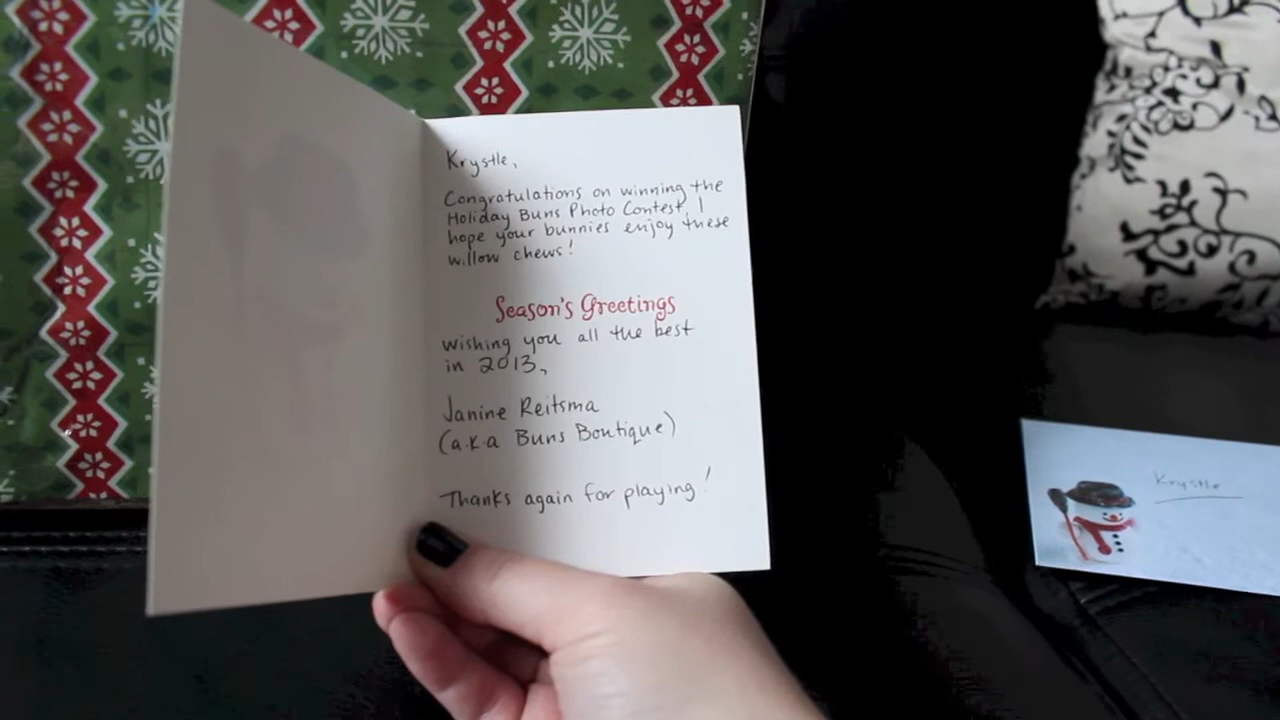 Krystle,
Congratulations on winning the
Holiday Buns Photo Contest, I
hope your bunnies enjoy these
willow chews!
Season's Greetings
wishing you all the best
in 2013,
Janine Reitsma
(a.k.a Buns Boutique)
Thanks again for playing!
Krystle